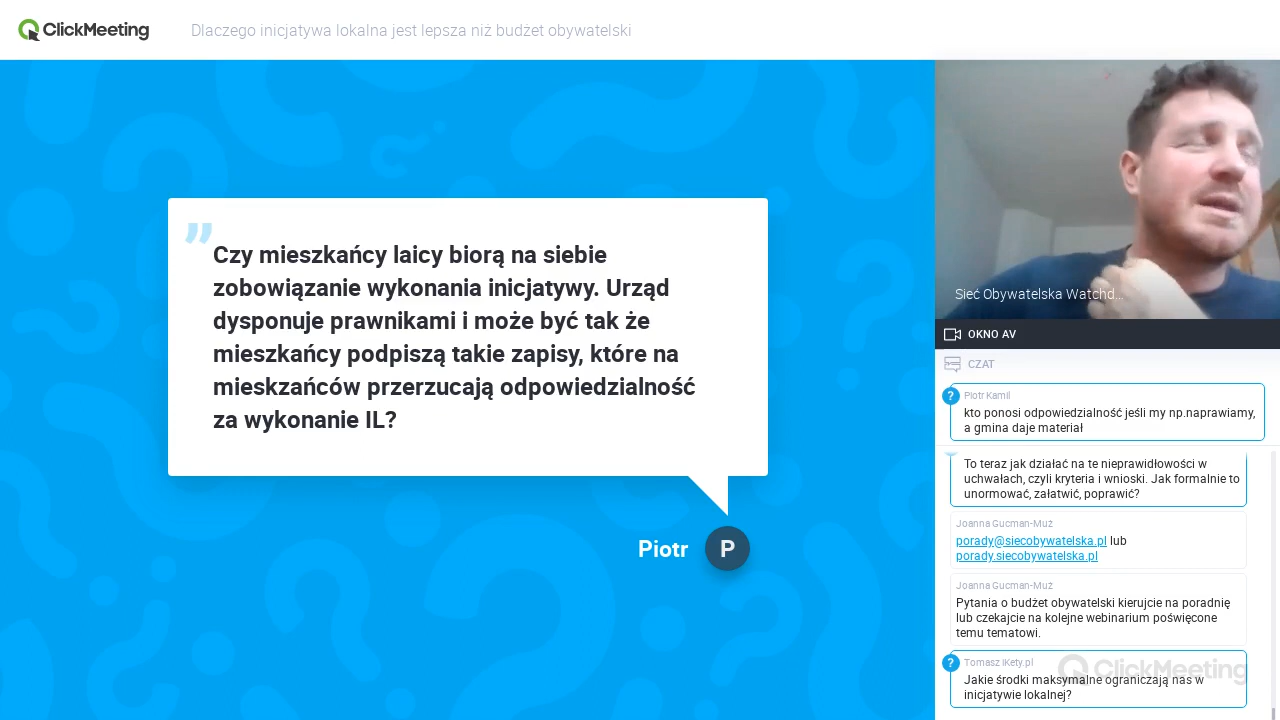 ClickMeeting
Dlaczego inicjatywa lokalna jest lepsza niż budżet obywatelski
Czy mieszkańcy laicy biorą na siebie
zobowiązanie wykonania inicjatywy. Urząd
dysponuje prawnikami i może być tak że
mieszkańcy podpiszą takie zapisy, które na
mieskzańców przerzucają odpowiedzialność
za wykonanie IL?
Piotr
P
Sieć Obywatelska Watchd...
OKNO AV
CZAT
?
Piotr Kamil
kto ponosi odpowiedzialność jeśli my np.naprawiamy,
a gmina daje materiał
To teraz jak działać na te nieprawidłowości w
uchwałach, czyli kryteria i wnioski. Jak formalnie to
unormować, załatwić, poprawić?
Joanna Gucman-Muż
porady@siecobywatelska.pl lub
porady.siecobywatelska.pl
Joanna Gucman-Muż
Pytania o budżet obywatelski kierujcie na poradnię
lub czekajcie na kolejne webinarium poświęcone
temu tematowi.
?
Tomasz IKety.pl
Jakie środki maksymalne ograniczają nas w
inicjatywie lokalnej?
ClickMeeting